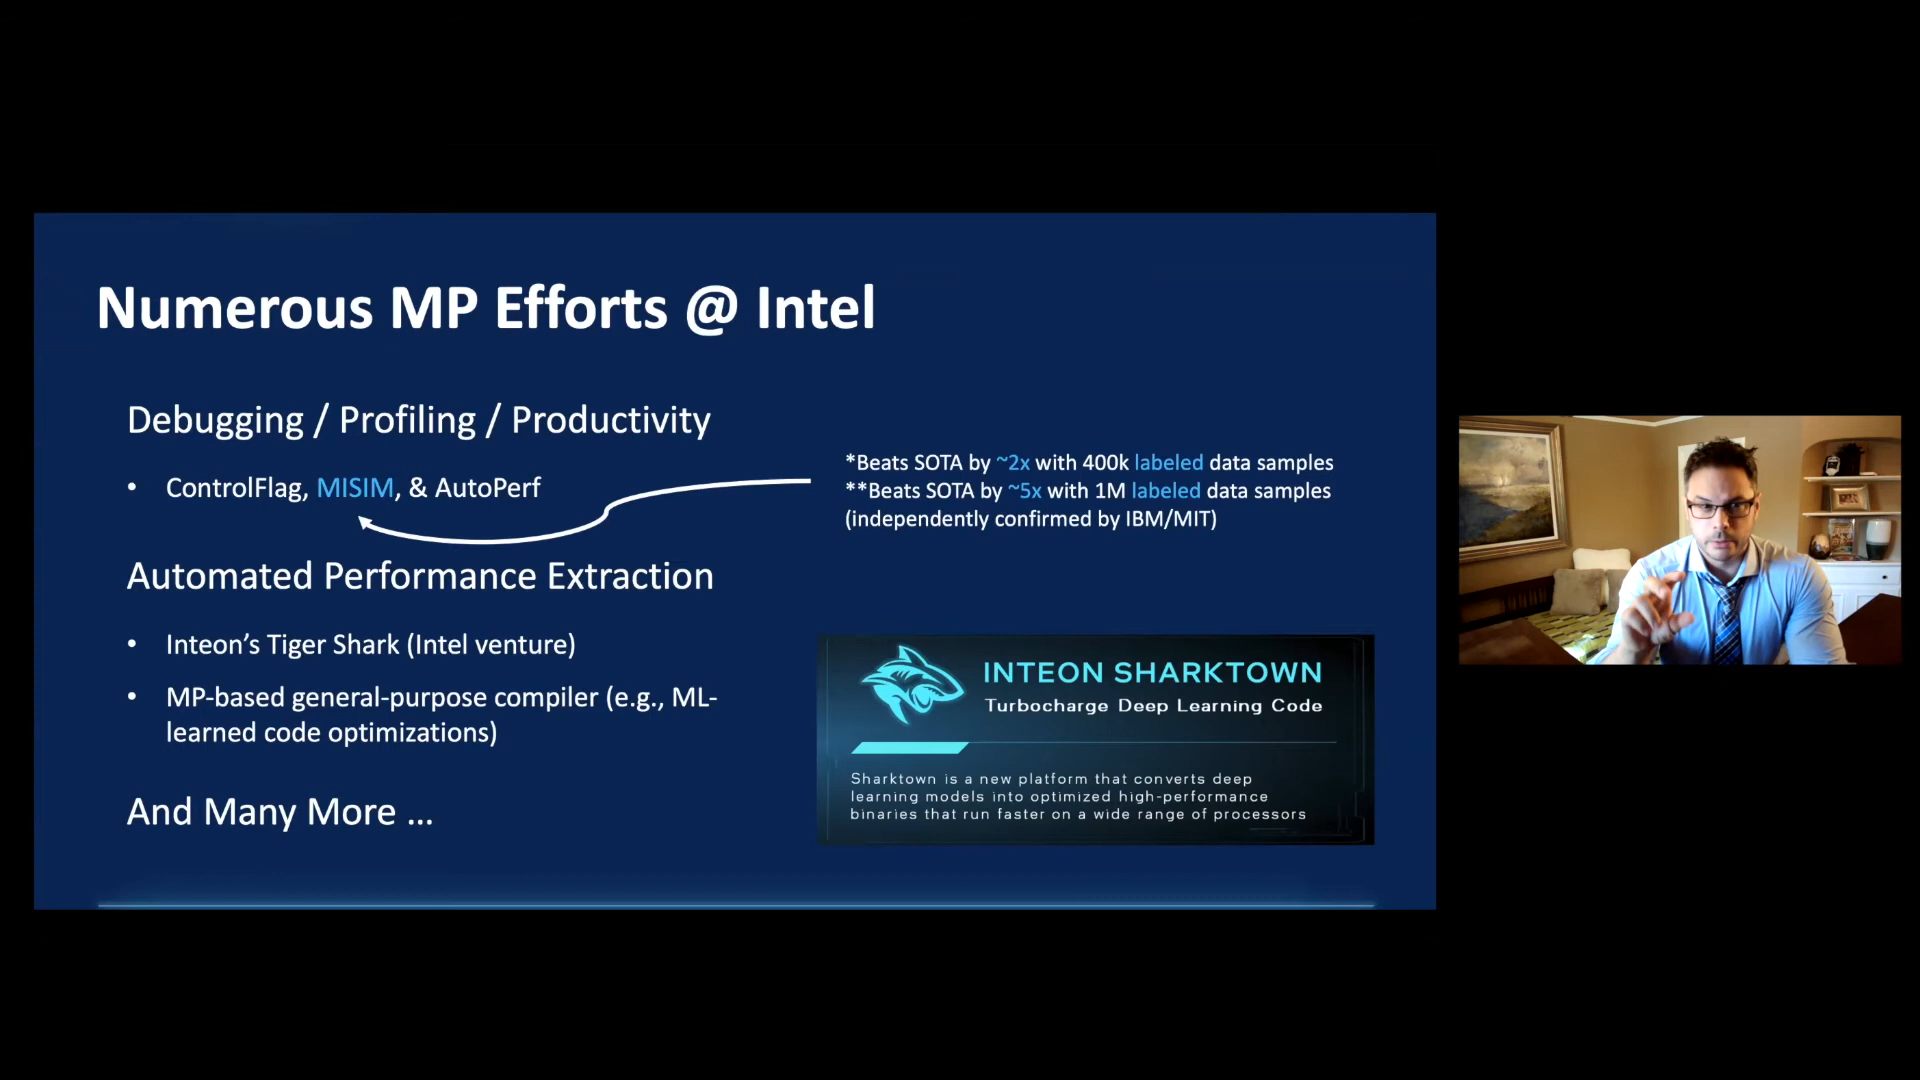 Numerous MP Efforts @ Intel
Debugging / Profiling / Productivity
• ControlFlag, MISIM, & AutoPerf
*Beats SOTA by ~2x with 400k labeled data samples
**Beats SOTA by ~5x with 1M labeled data samples
(independently confirmed by IBM/MIT)
Automated Performance Extraction
• Inteon’s Tiger Shark (Intel venture)
• MP-based general-purpose compiler (e.g., ML-
learned code optimizations)
And Many More ...
INTEON SHARKTOWN
Turbocharge Deep Learning Code
Sharktown is a new platform that converts deep
learning models into optimized high-performance
binaries that run faster on a wide range of processors